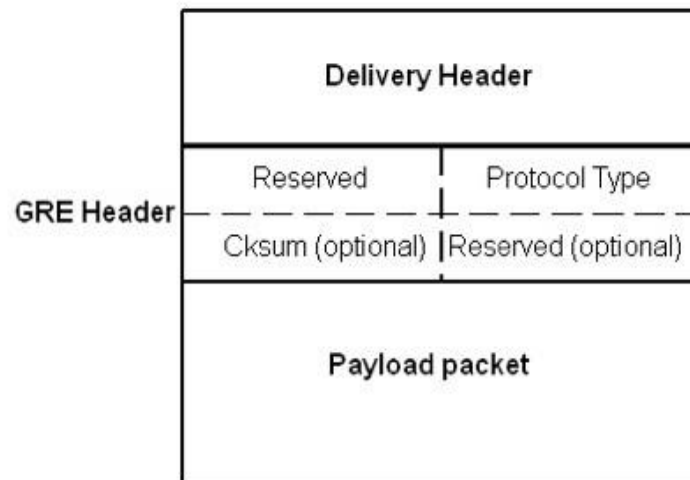 Delivery Header
Reserved
Protocol Type
GRE Header
Cksum (optional)
Reserved (optional)
Payload packet